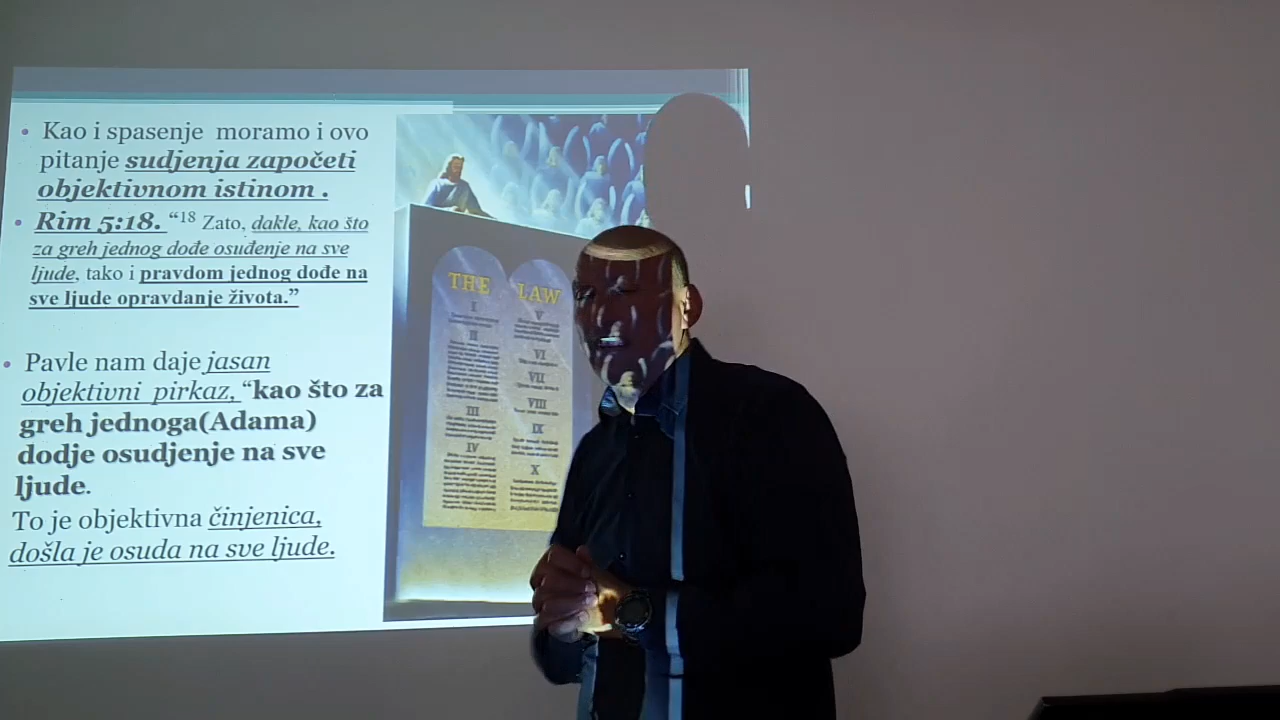 • Kao i spasenje moramo i ovo
pitanje sudjenja započeti
objektivnom istinom .
• Rim 5:18. “18 Zato, dakle, kao što
za greh jednog dođe osuđenje na sve
ljude, tako i pravdom jednog dođe na
sve ljude opravdanje života.”
• Pavle nam daje jasan
objektivni pirkaz, “kao što za
greh jednoga(Adama)
dodje osudjenje na sve
ljude.
To je objektivna činjenica,
došla je osuda na sve ljude.
THE LAW
I
II
III
IV
V
VI
VII
VIII
IX
X